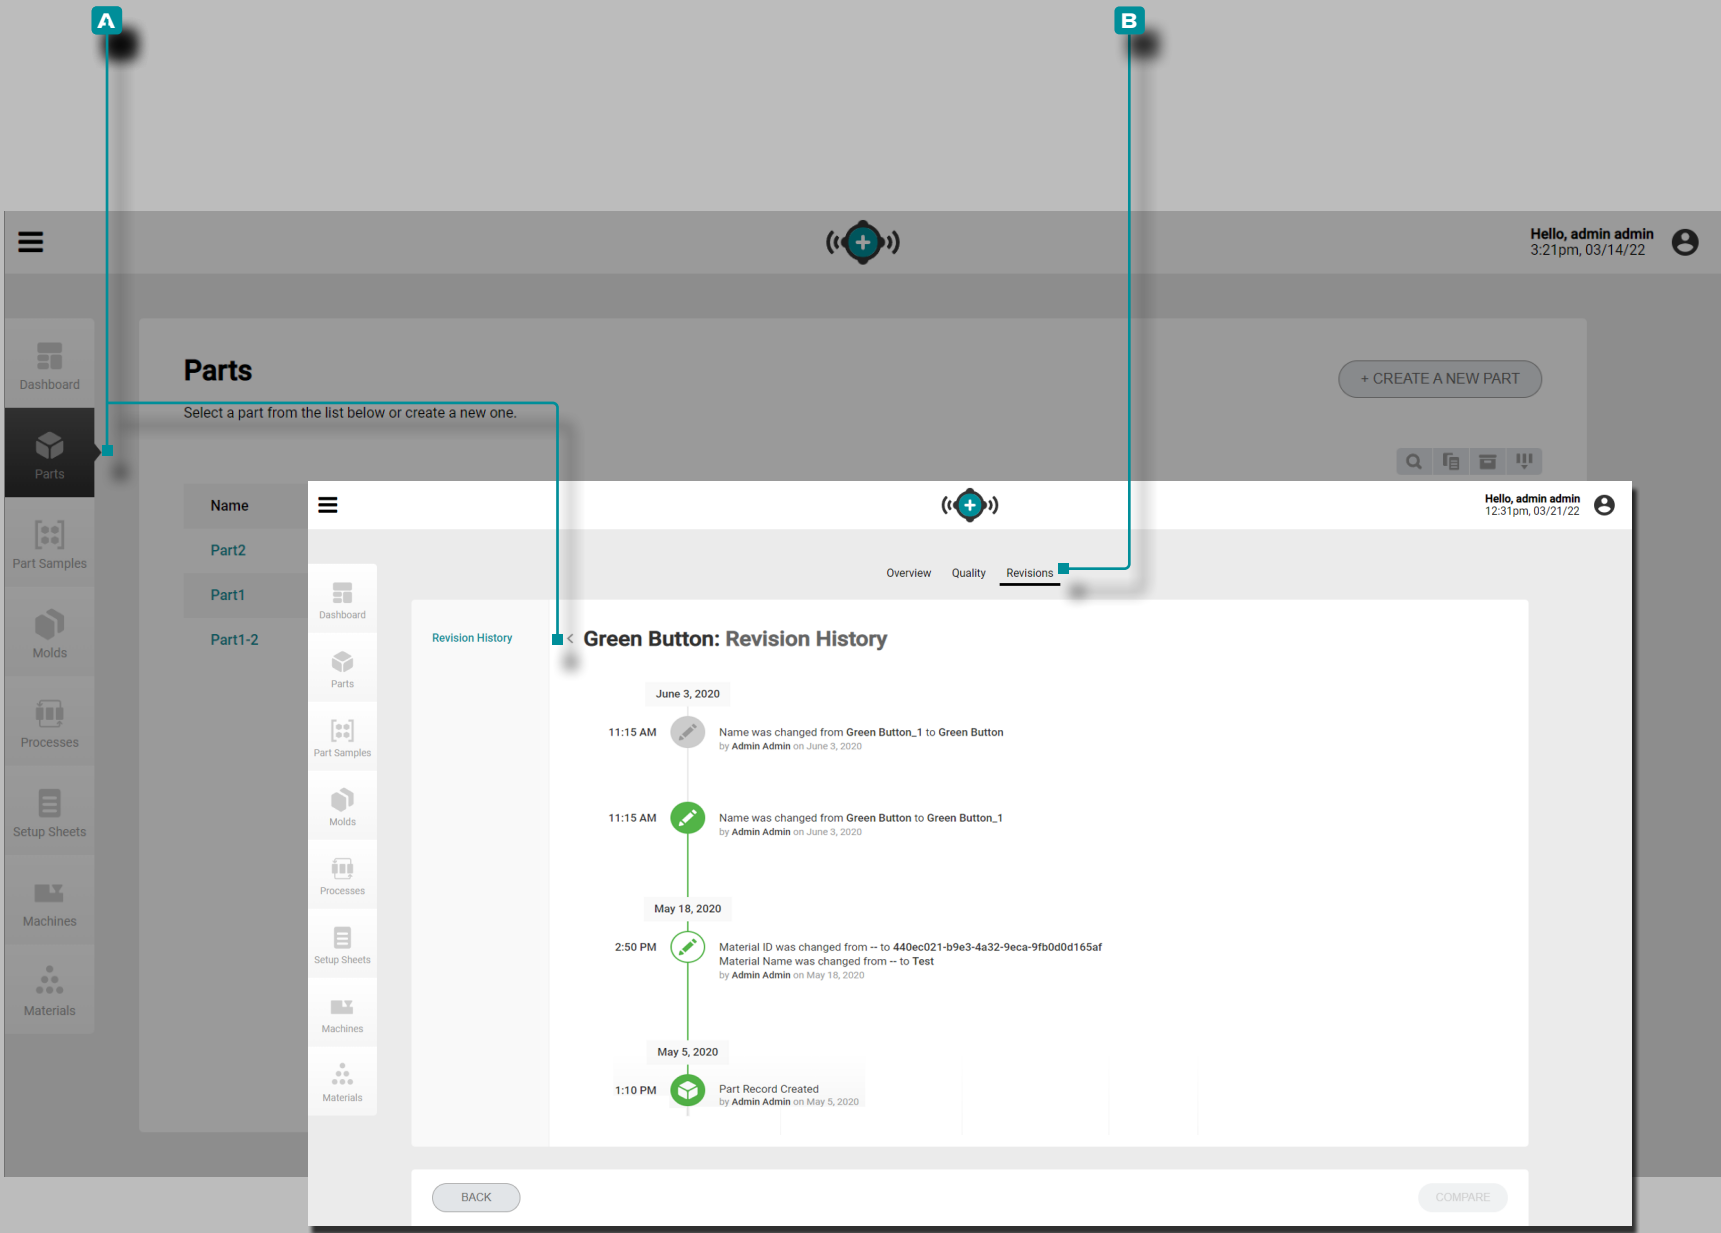 A
B
Hello, admin admin
3:21pm, 03/14/22
Dashboard
Parts
Part Samples
Molds
Processes
Setup Sheets
Machines
Materials
Parts
+ CREATE A NEW PART
Select a part from the list below or create a new one.
Name
Part2
Part1
Part1-2
Hello, admin admin
12:31pm, 03/21/22
Overview
Quality
Revisions
Dashboard
Parts
Part Samples
Molds
Processes
Setup Sheets
Machines
Materials
Revision History
< Green Button: Revision History
June 3, 2020
11:15 AM
Name was changed from Green Button_1 to Green Button
by Admin Admin on June 3, 2020
11:15 AM
Name was changed from Green Button to Green Button_1
by Admin Admin on June 3, 2020
May 18, 2020
2:50 PM
Material ID was changed from -- to 440ec021-b9e3-4a32-9eca-9fb0d0d165af
Material Name was changed from -- to Test
by Admin Admin on May 18, 2020
May 5, 2020
1:10 PM
Part Record Created
by Admin Admin on May 5, 2020
BACK
COMPARE